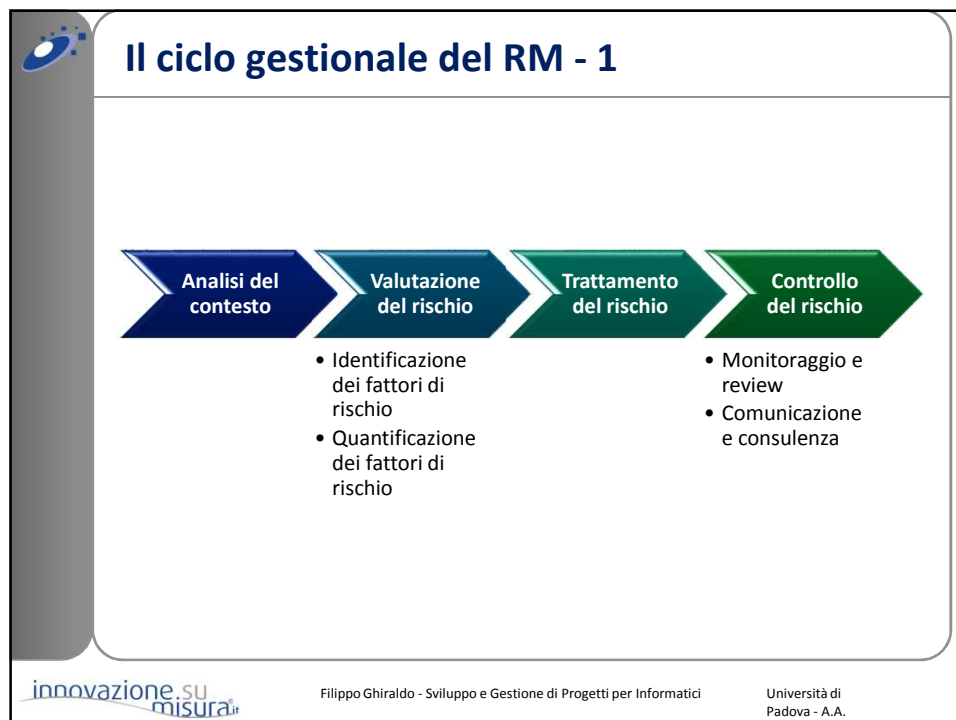 Il ciclo gestionale del RM - 1
Analisi del
contesto
Valutazione
del rischio
• Identificazione
dei fattori di
rischio
• Quantificazione
dei fattori di
rischio
Trattamento
del rischio
Controllo
del rischio
• Monitoraggio e
review
• Comunicazione
e consulenza
innovazione.su
misura.it
Filippo Ghiraldo - Sviluppo e Gestione di Progetti per Informatici
Università di
Padova - A.A.